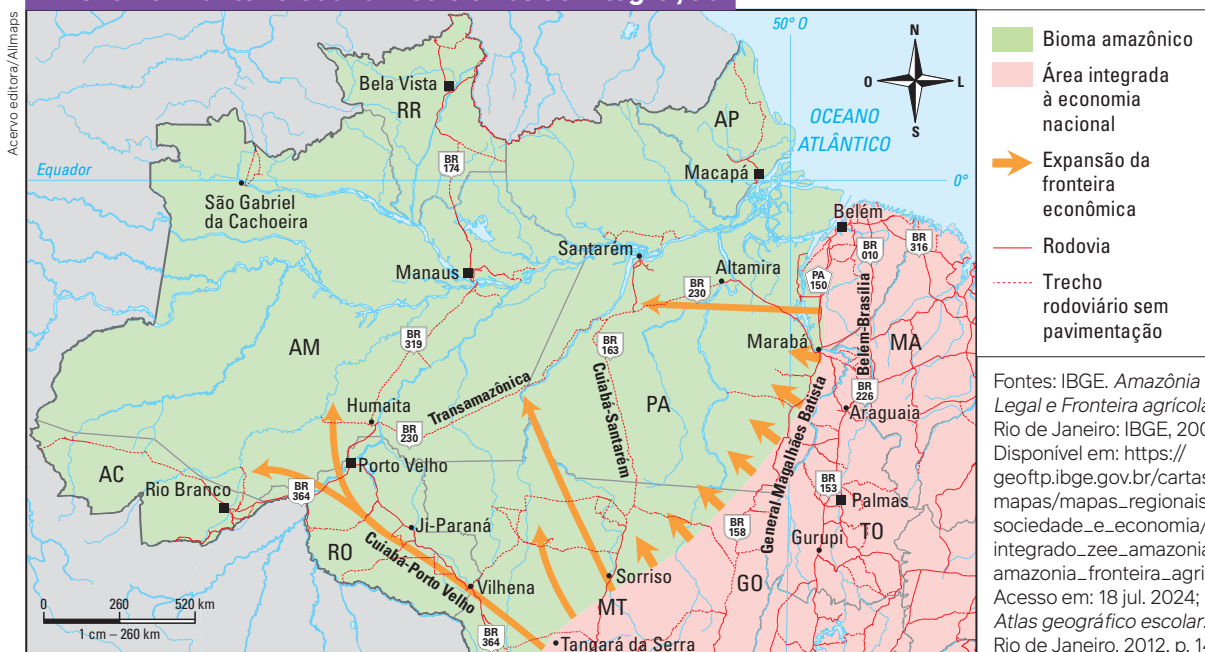 Acervo editora/Allmaps
50° O
N
O
L
S
Bela Vista
RR
AP
OCEANO
ATLÂNTICO
BR
174
Equador
Macapá
0°
São Gabriel
da Cachoeira
Belém
Santarém
BR
010
BR
316
Manaus
Altamira
PA
150
BR
230
Belém-Brasília
BR
319
AM
Marabá
MA
BR
163
Transamazônica
Cuiabá-Santarém
PA
BR
226
Humaita
Araguaia
BR
230
General Magalhães Batista
Porto Velho
AC
Rio Branco
BR
364
BR
153
Palmas
Ji-Paraná
BR
158
TO
Gurupi
RO
Cuiabá-Porto Velho
Vilhena
Sorriso
GO
MT
0 260 520 km
1 cm – 260 km
BR
364
Tangará da Serra
Bioma amazônico
Área integrada
à economia
nacional
Expansão da
fronteira
econômica
Rodovia
Trecho
rodoviário sem
pavimentação
Fontes: IBGE. Amazônia
Legal e Fronteira agrícola
Rio de Janeiro: IBGE, 200
Disponível em: https://
geoftp.ibge.gov.br/cartas
mapas/mapas_regionais
sociedade_e_economia/
integrado_zee_amazonia
amazonia_fronteira_agri
Acesso em: 18 jul. 2024;
Atlas geográfico escolar.
Rio de Janeiro, 2012. p. 14